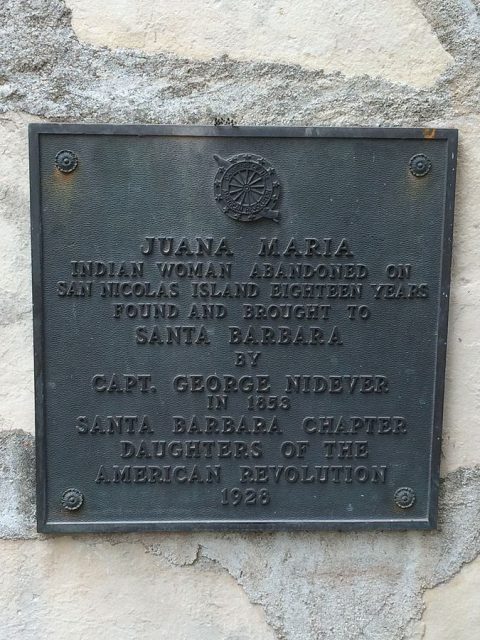 JUANA MARIA
INDIAN WOMAN ABANDONED ON
SAN NICOLAS ISLAND EIGHTEEN YEARS
FOUND AND BROUGHT TO
SANTA BARBARA
BY
CAPT. GEORGE NIDEVER
IN 1853
SANTA BARBARA CHAPTER
DAUGHTERS OF THE
AMERICAN REVOLUTION
1928